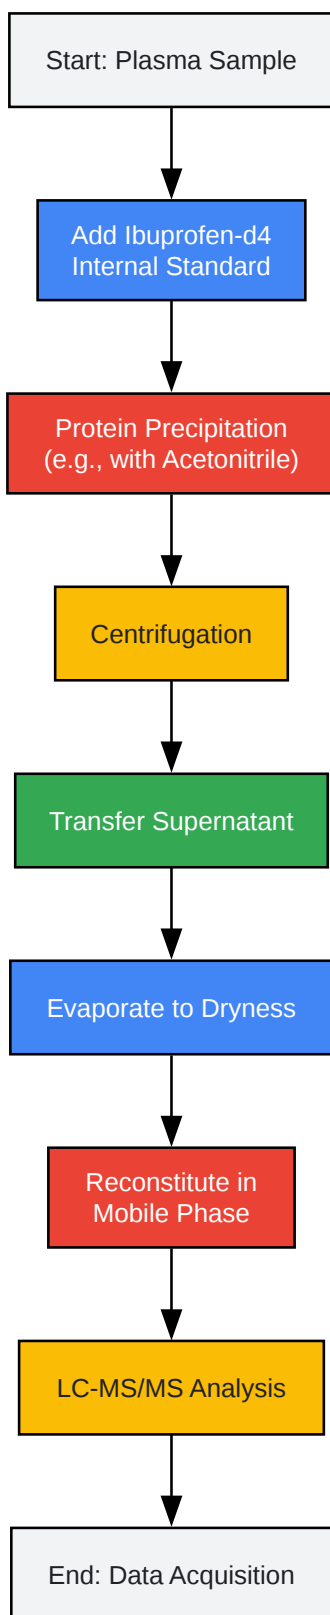 Start: Plasma Sample
Add Ibuprofen-d4
Internal Standard
Protein Precipitation
(e.g., with Acetonitrile)
Centrifugation
Transfer Supernatant
Evaporate to Dryness
Reconstitute in
Mobile Phase
LC-MS/MS Analysis
End: Data Acquisition